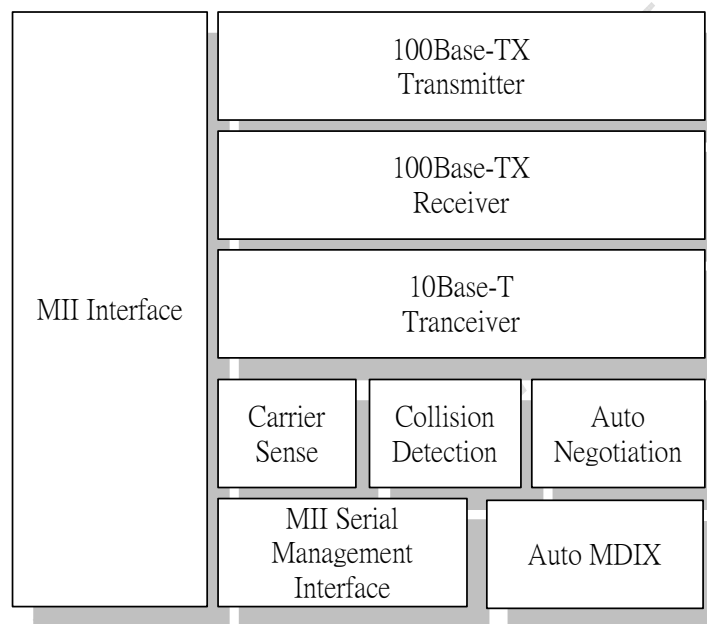 MII Interface
100Base-TX
Transmitter
100Base-TX
Receiver
10Base-T
Tranceiver
Carrier
Sense
Collision
Detection
Auto
Negotiation
MII Serial
Management
Interface
Auto MDIX